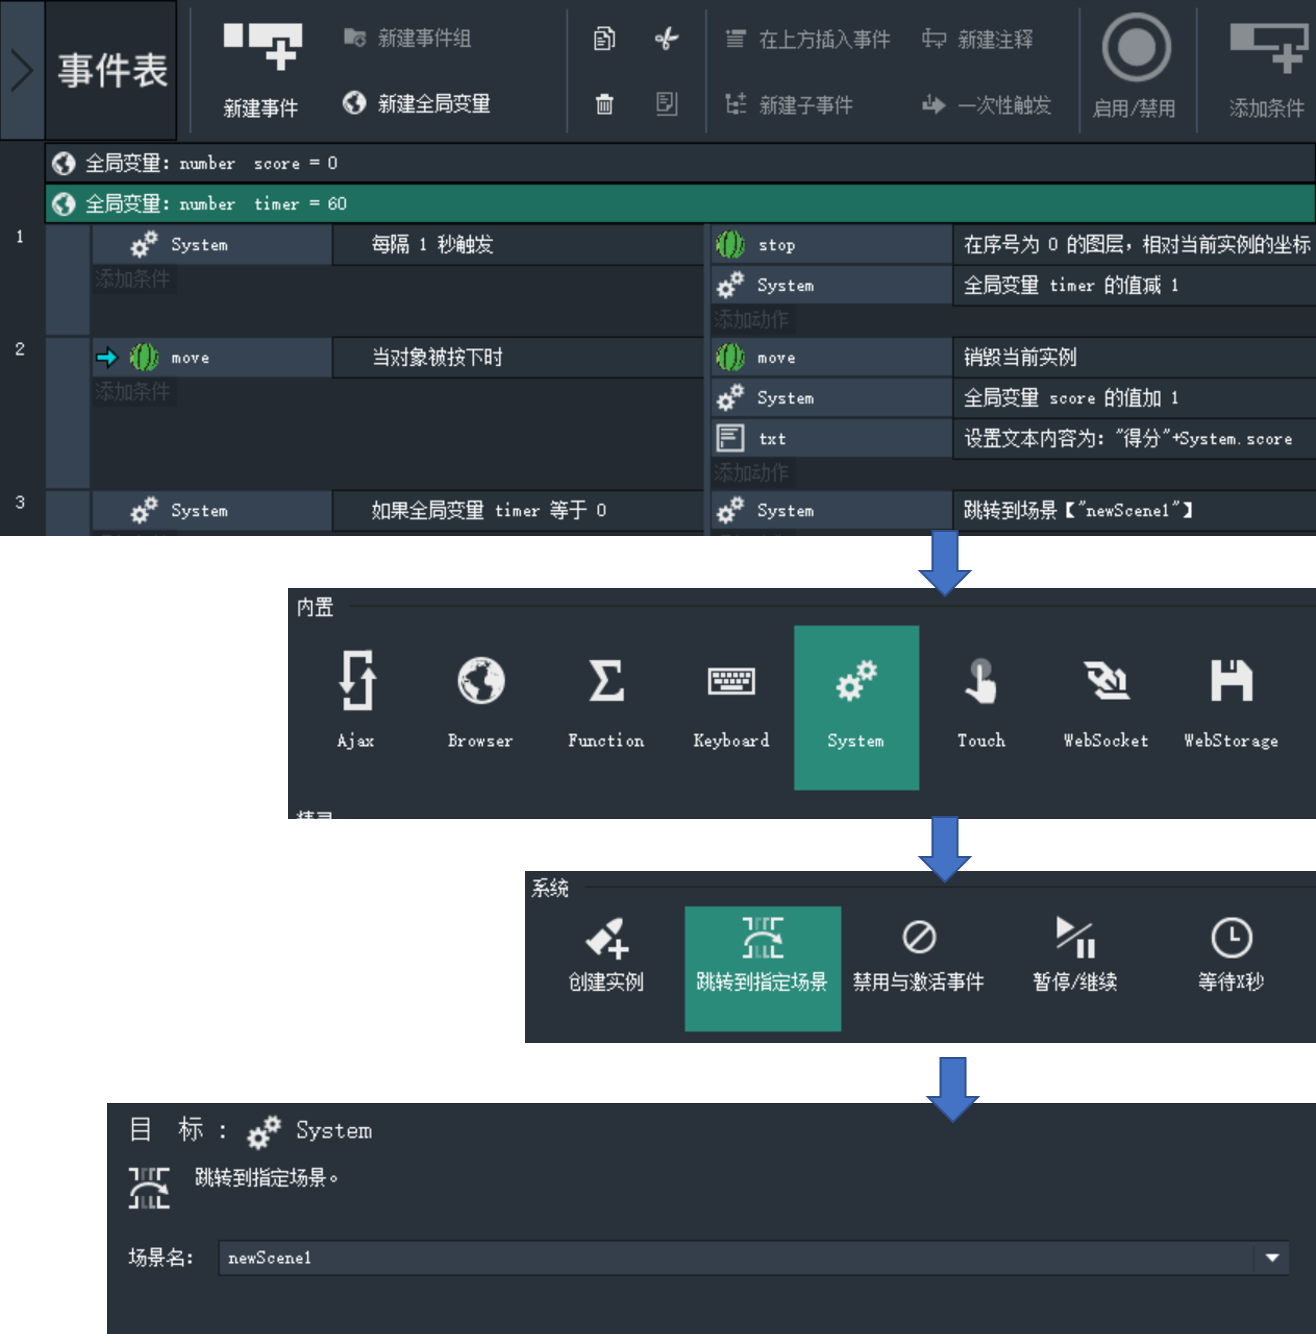 事件表
新建事件
新建事件组
新建全局变量
在上方插入事件
新建子事件
新建注释
一次性触发
启用/禁用
添加条件
全局变量: number score = 0
全局变量: number timer = 60
1 System 每隔 1 秒触发 stop 在序号为 0 的图层，相对当前实例的坐标
添加条件 System 全局变量 timer 的值减 1
添加动作
2 move 当对象被按下时 move 销毁当前实例
添加条件 System 全局变量 score 的值加 1
txt 设置文本内容为: "得分"+System.score
添加动作
3 System 如果全局变量 timer 等于 0 System 跳转到场景【"newScene1"】
内置
Ajax Browser Function Keyboard System Touch WebSocket WebStorage
系统
创建实例 跳转到指定场景 禁用与激活事件 暂停/继续 等待X秒
目 标 : System
跳转到指定场景。
场景名: newScene1